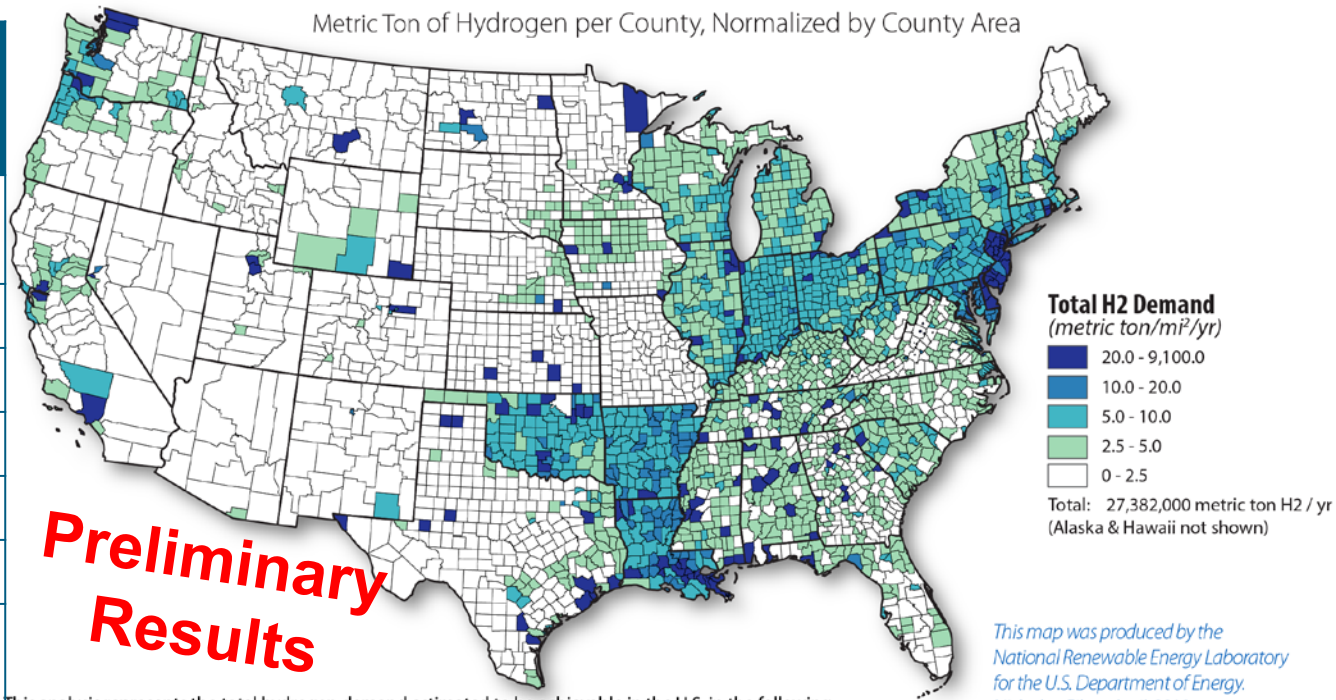 Metric Ton of Hydrogen per County, Normalized by County Area
Total H2 Demand
(metric ton/mi²/yr)
20.0 - 9,100.0
10.0 - 20.0
5.0 - 10.0
2.5 - 5.0
0 - 2.5
Total: 27,382,000 metric ton H2 / yr
(Alaska & Hawaii not shown)
Preliminary
Results
This map was produced by the
National Renewable Energy Laboratory
for the U.S. Department of Energy.